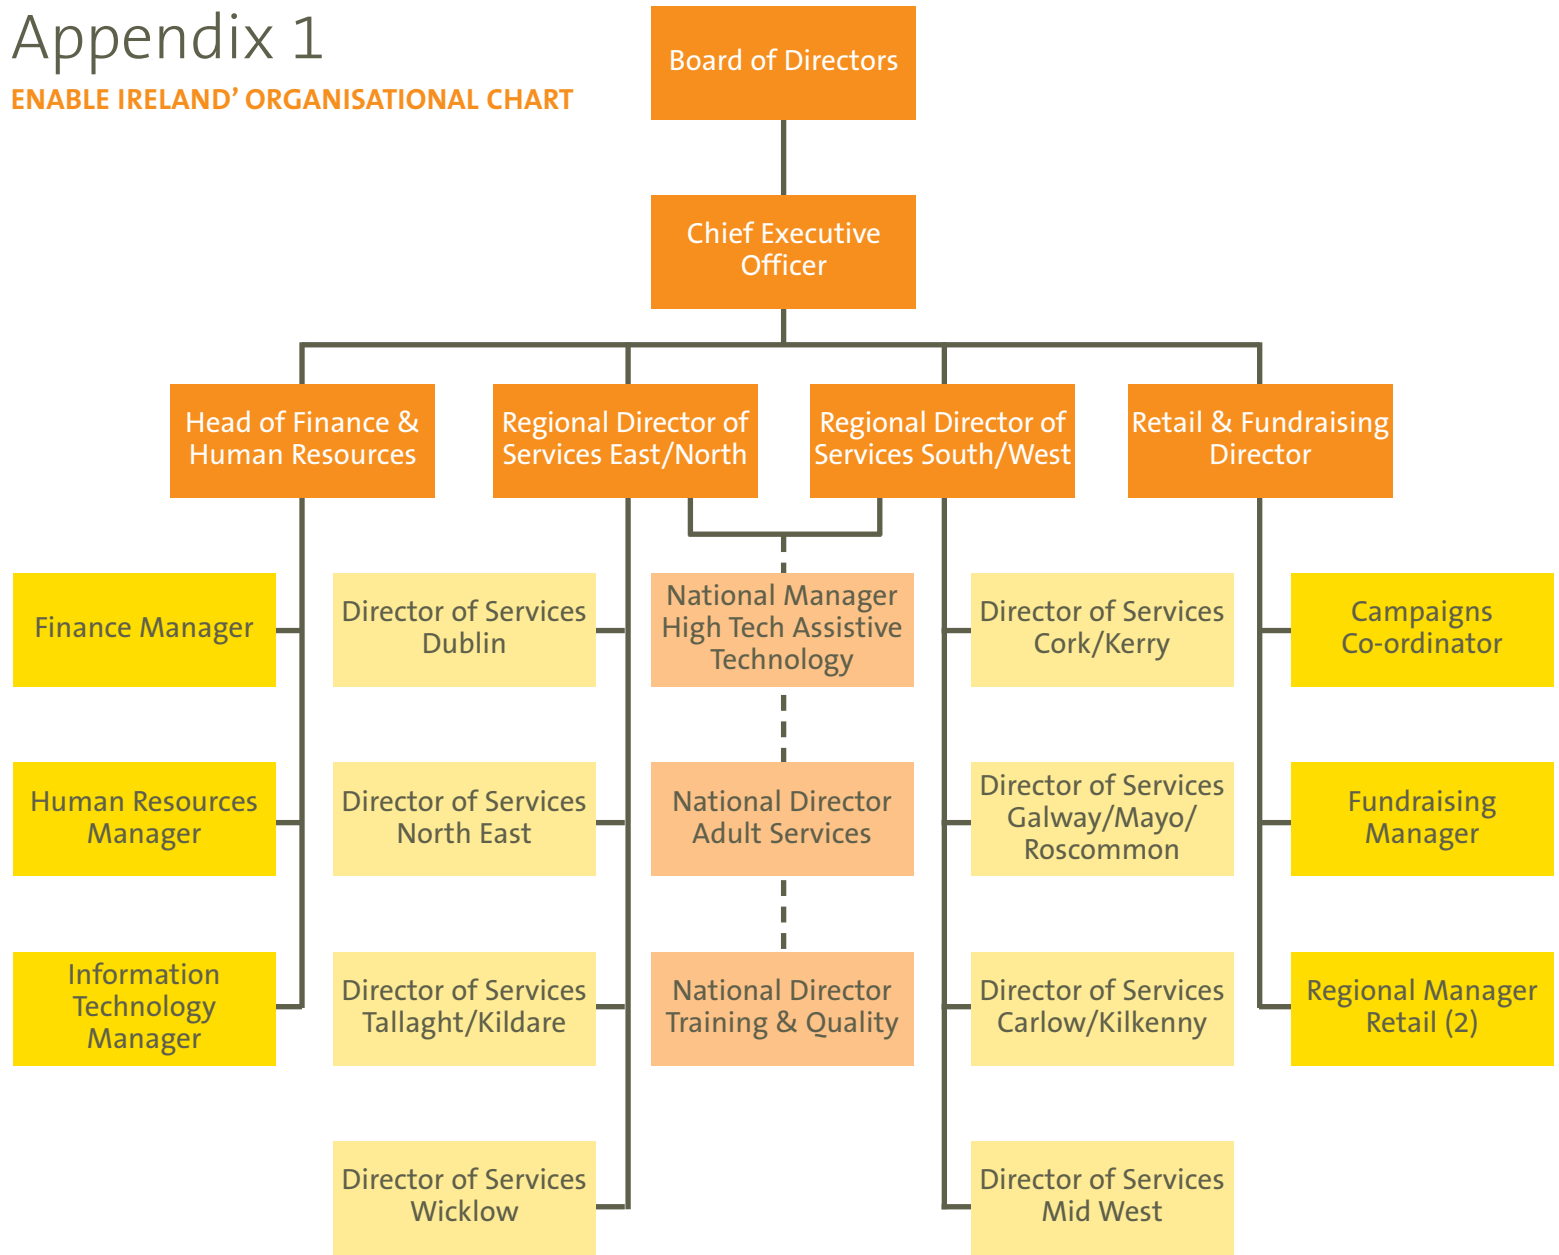 Appendix 1
ENABLE IRELAND’ ORGANISATIONAL CHART
Board of Directors
Chief Executive
Officer
Head of Finance &
Human Resources
Regional Director of
Services East/North
Regional Director of
Services South/West
Retail & Fundraising
Director
Finance Manager
Director of Services
Dublin
National Manager
High Tech Assistive
Technology
Director of Services
Cork/Kerry
Campaigns
Co-ordinator
Human Resources
Manager
Director of Services
North East
National Director
Adult Services
Director of Services
Galway/Mayo/
Roscommon
Fundraising
Manager
Information
Technology
Manager
Director of Services
Tallaght/Kildare
National Director
Training & Quality
Director of Services
Carlow/Kilkenny
Regional Manager
Retail (2)
Director of Services
Wicklow
Director of Services
Mid West